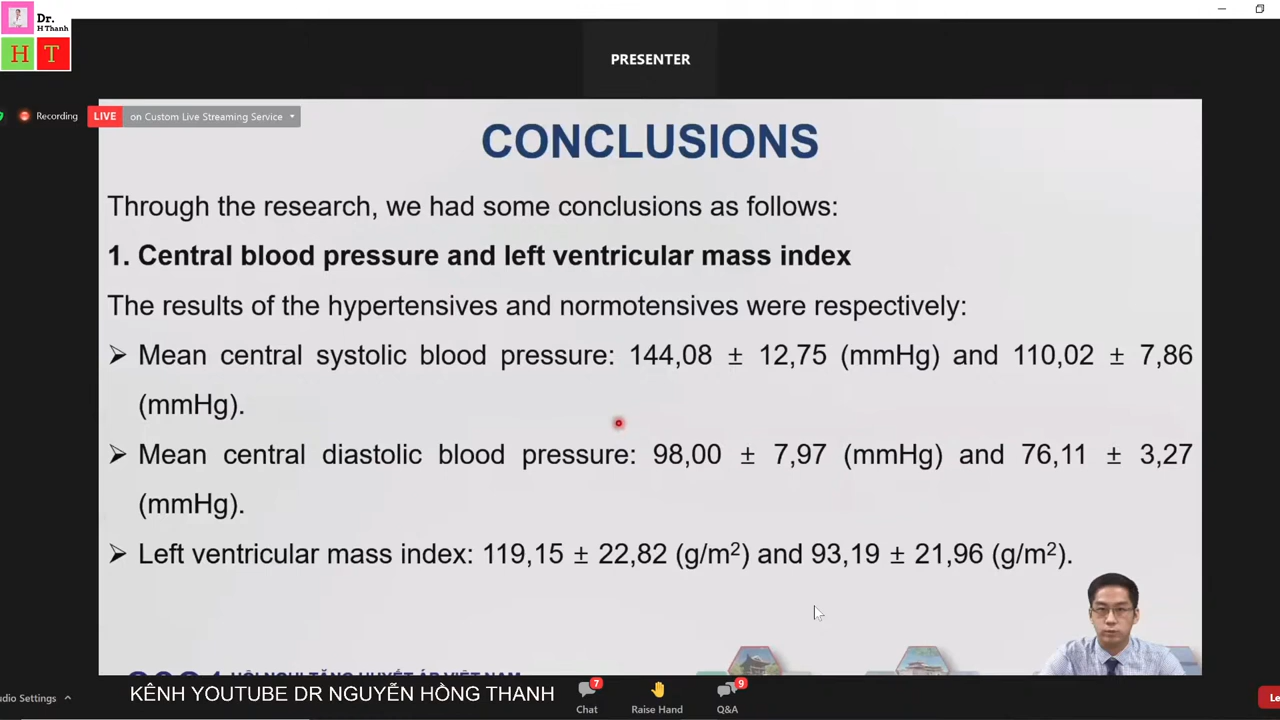 Dr.
H Thanh
H T
PRESENTER
Recording
LIVE on Custom Live Streaming Service
CONCLUSIONS
Through the research, we had some conclusions as follows:
1. Central blood pressure and left ventricular mass index
The results of the hypertensives and normotensives were respectively:
➢ Mean central systolic blood pressure: 144,08 ± 12,75 (mmHg) and 110,02 ± 7,86
(mmHg).
➢ Mean central diastolic blood pressure: 98,00 ± 7,97 (mmHg) and 76,11 ± 3,27
(mmHg).
➢ Left ventricular mass index: 119,15 ± 22,82 (g/m²) and 93,19 ± 21,96 (g/m²).
HỘI NGHỊ TĂNG HUYẾT ÁP VIỆT NAM
KÊNH YOUTUBE DR NGUYỄN HỒNG THANH
Settings
7
Chat
Raise Hand
9
Q&A